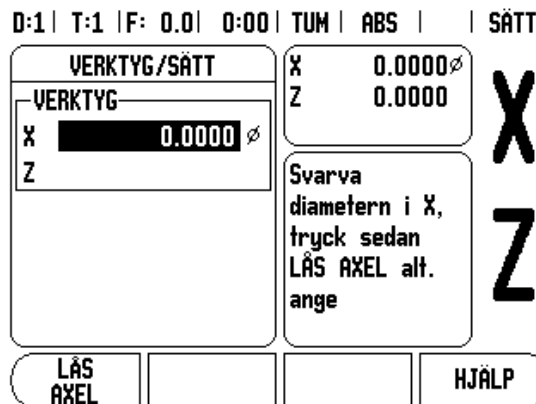 D:1 | T:1 | F: 0.0 | 0:00 | TUM | ABS | | SÄTT
VERKTYG/SÄTT
VERKTYG
X 0.0000 ø
Z
X 0.0000ø
Z 0.0000
Svarva
diametern i X,
tryck sedan
LÅS AXEL alt.
ange
X
Z
LÅS
AXEL
HJÄLP